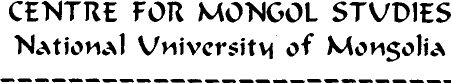 CENTRE FOR MONGOL STUDIES
National University of Mongolia